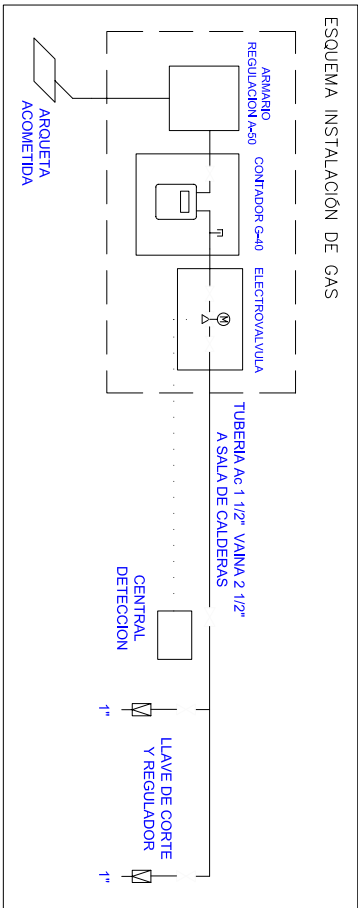 ESQUEMA INSTALACIÓN DE GAS
ARMARIO
REGULACION A-50
CONTADOR G-40
ELECTROVALVULA
M
ARQUETA
ACOMETIDA
TUBERIA Ac 1 1/2" VAINA 2 1/2"
A SALA DE CALDERAS
CENTRAL
DETECCION
1"
LLAVE DE CORTE
Y REGULADOR
1"